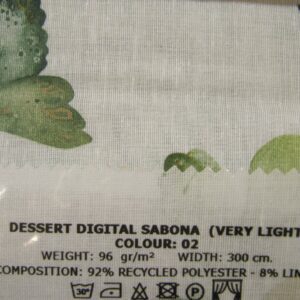 DESSERT DIGITAL SABONA (VERY LIGHT
COLOUR: 02
WEIGHT: 96 gr/m² WIDTH: 300 cm.
COMPOSITION: 92% RECYCLED POLYESTER - 8% LIN
30°